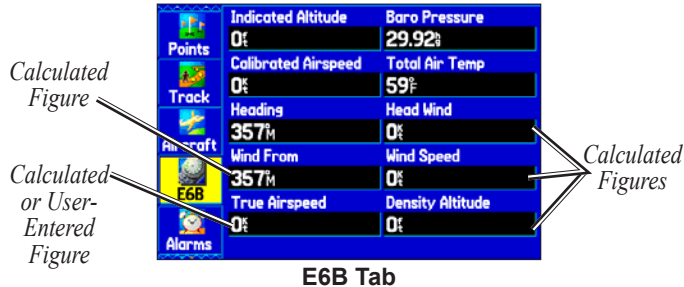 Points
Track
Aircraft
E6B
Alarms
Indicated Altitude Baro Pressure
0ft 29.92
Calibrated Airspeed Total Air Temp
0kt 59°F
Heading Head Wind
357°M 0kt
Wind From Wind Speed
357°M 0kt
True Airspeed Density Altitude
0kt 0ft
Calculated
Figure
Calculated
or User-
Entered
Figure
Calculated
Figures
E6B Tab